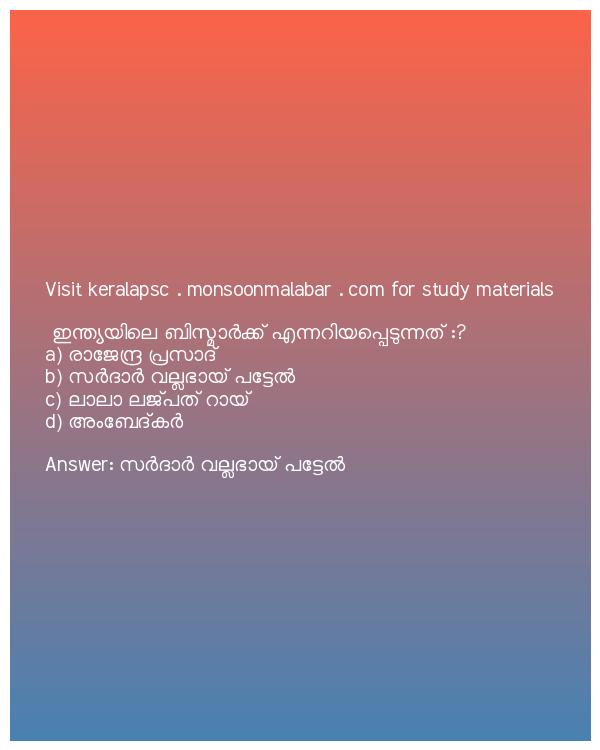 Visit keralapsc . monsoonmalabar . com for study materials
ഇന്ത്യയിലെ ബിസ്മാർക്ക് എന്നറിയപ്പെടുന്നത് :?
a) രാജേന്ദ്ര പ്രസാദ്
b) സർദാർ വല്ലഭായ് പട്ടേൽ
c) ലാലാ ലജ്പത് റായ്
d) അംബേദ്കർ
Answer: സർദാർ വല്ലഭായ് പട്ടേൽ